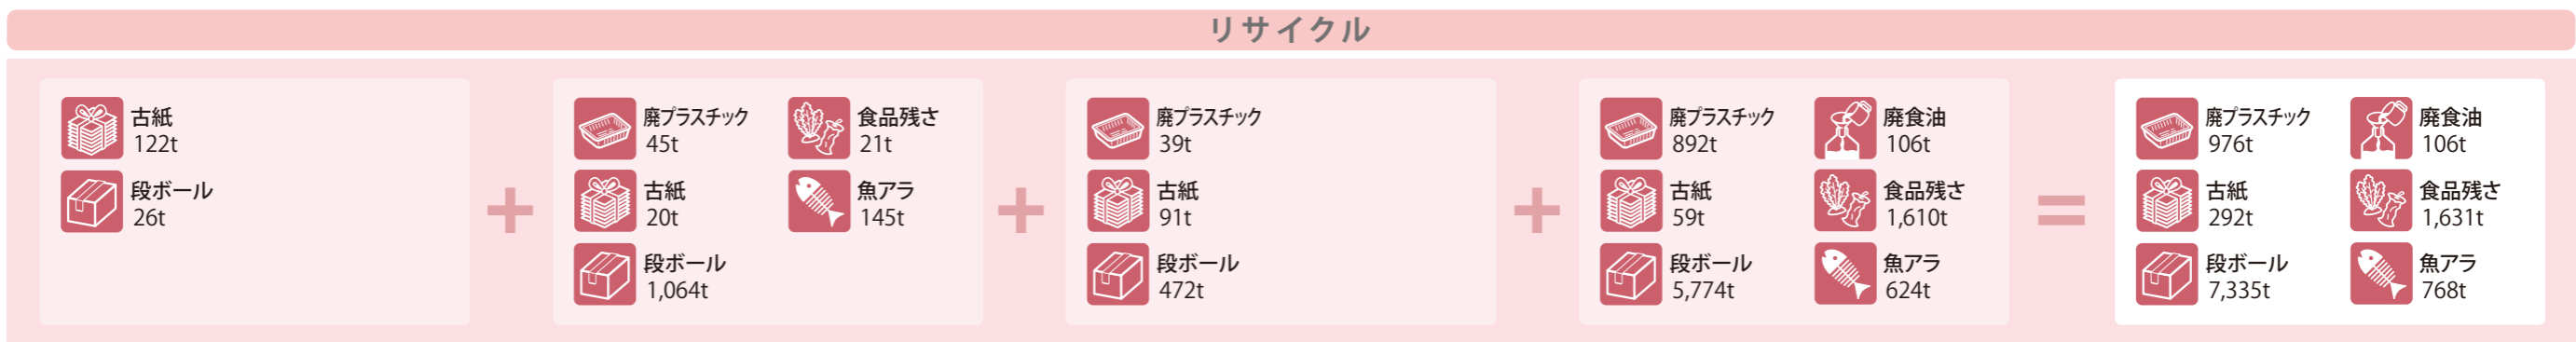 リサイクル
古紙
122t
段ボール
26t
+
廃プラスチック
45t
古紙
20t
段ボール
1,064t
食品残さ
21t
魚アラ
145t
+
廃プラスチック
39t
古紙
91t
段ボール
472t
+
廃プラスチック
892t
古紙
59t
段ボール
5,774t
廃食油
106t
食品残さ
1,610t
魚アラ
624t
=
廃プラスチック
976t
古紙
292t
段ボール
7,335t
廃食油
106t
食品残さ
1,631t
魚アラ
768t